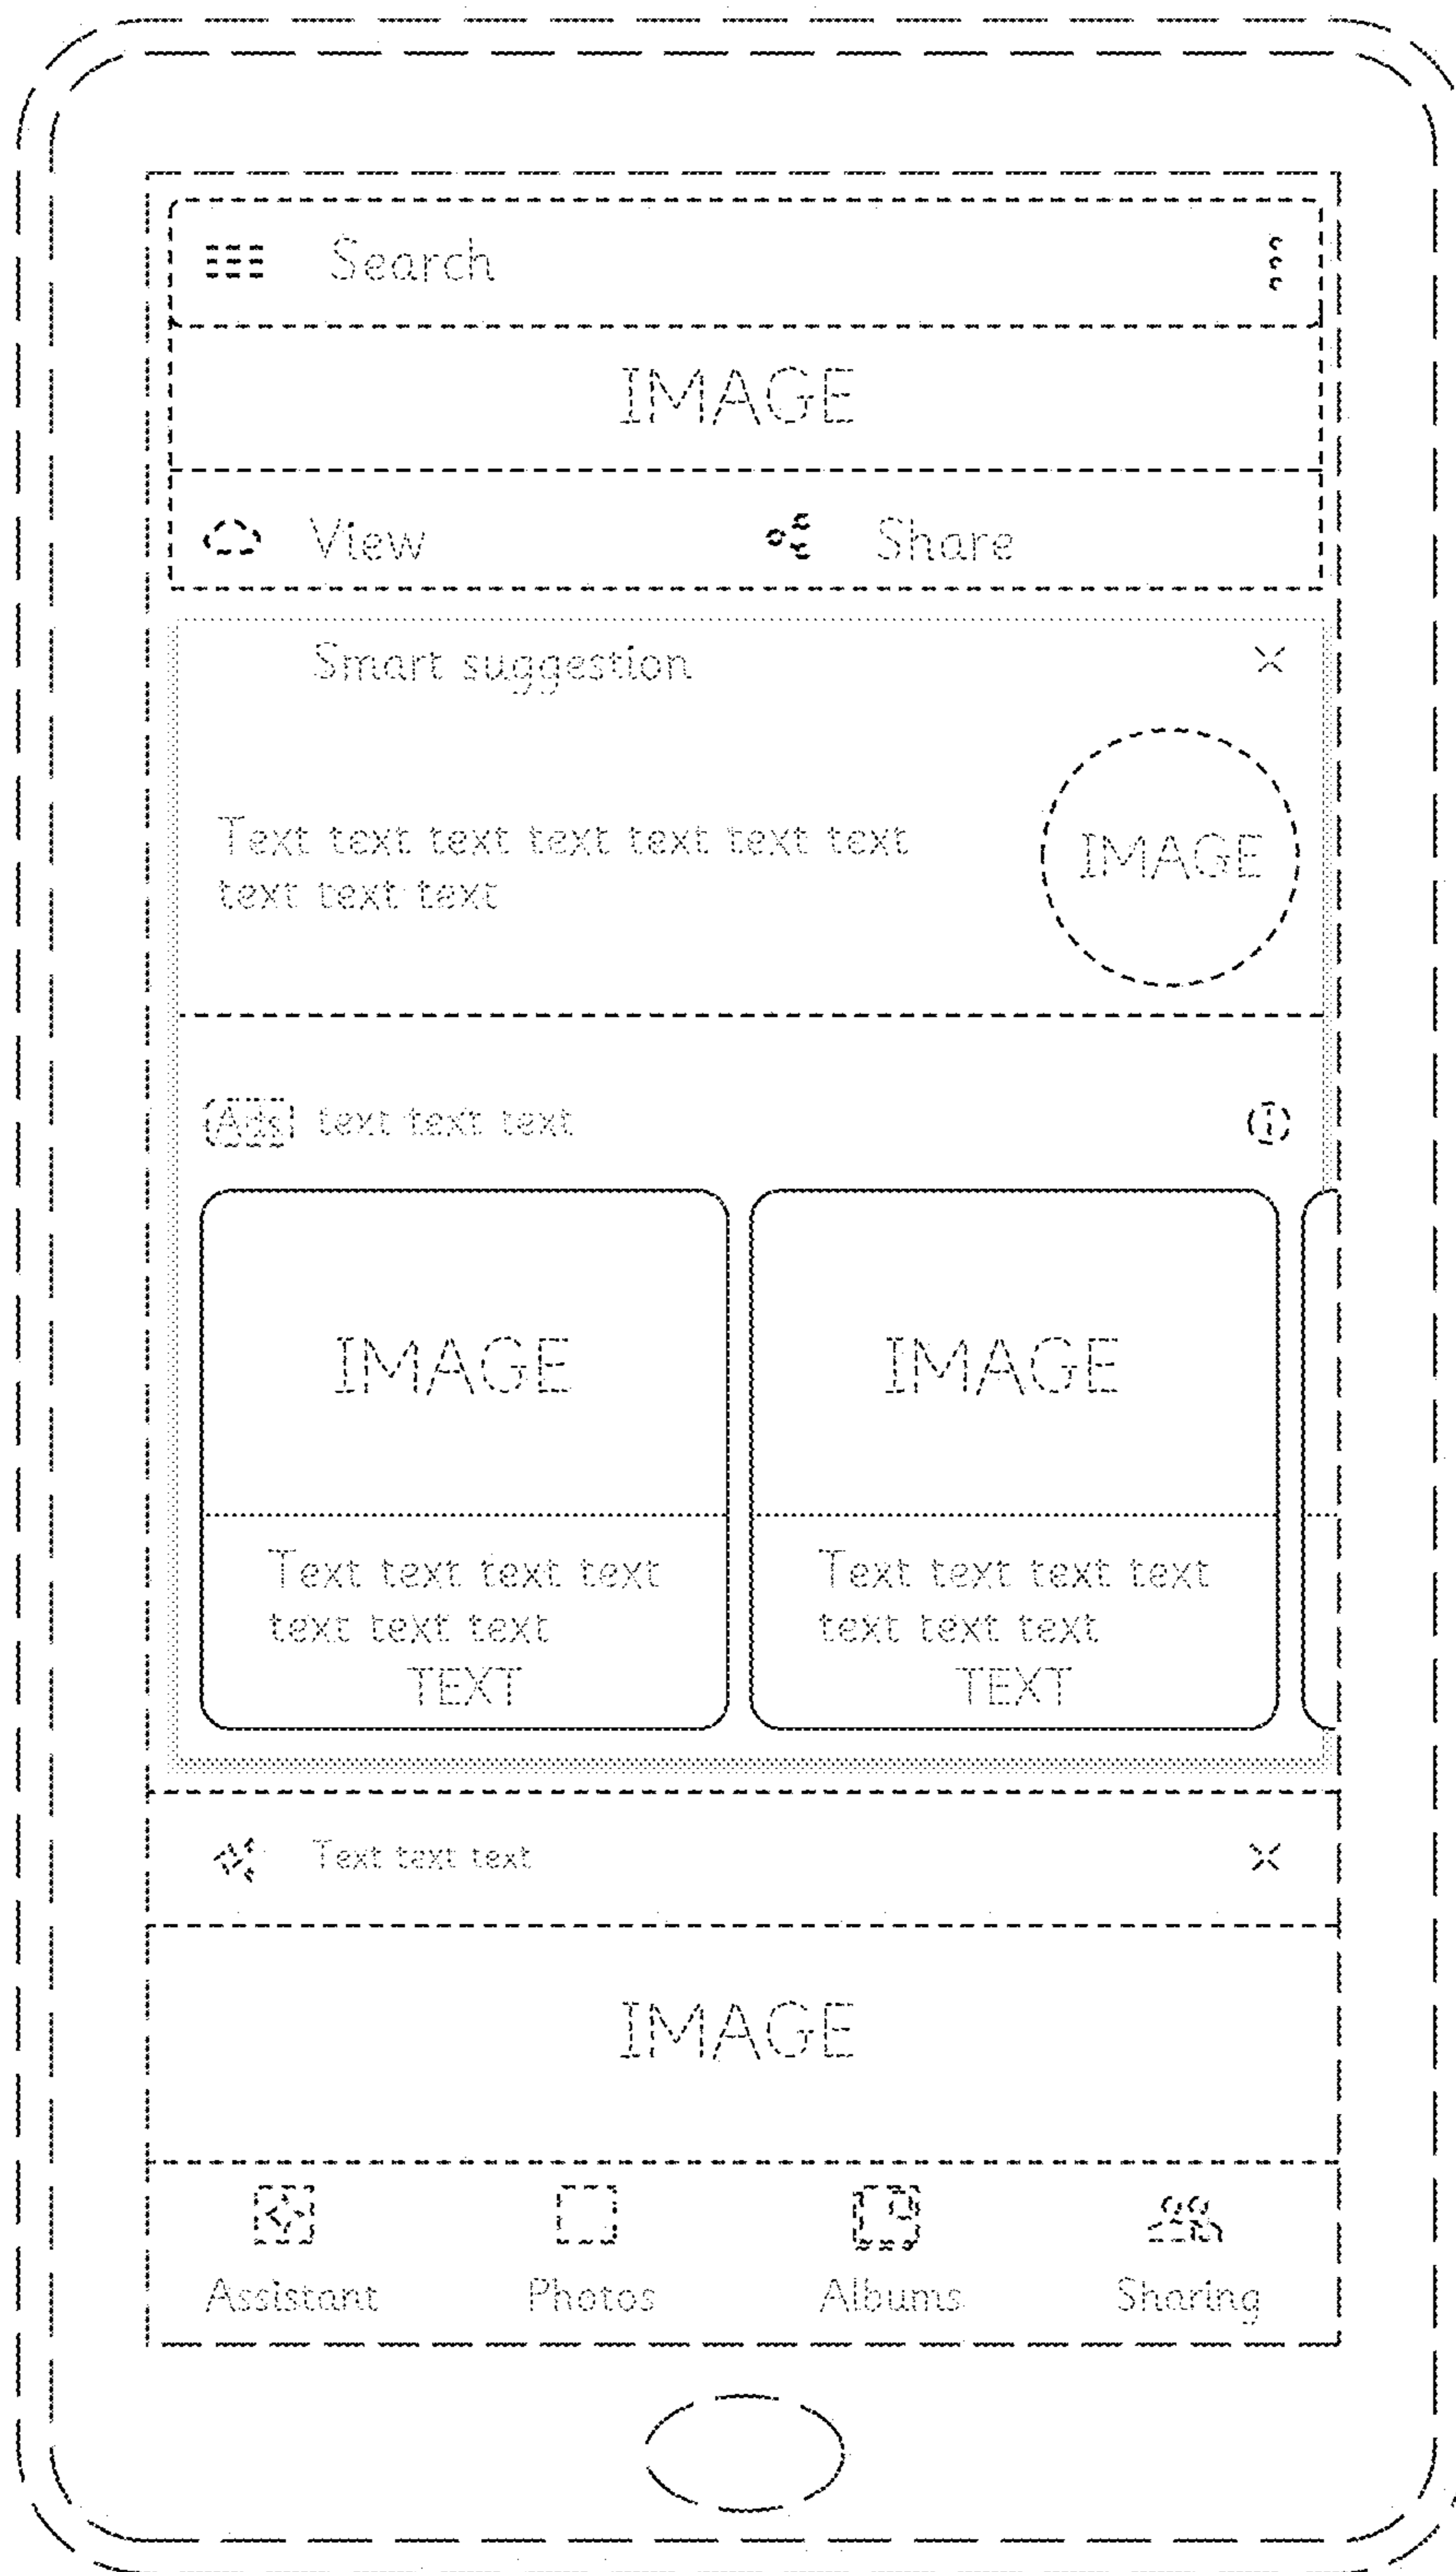 Search
IMAGE
View Share
Smart suggestion
Text text text text text text text
text text text
IMAGE
Ads text text text
IMAGE IMAGE
Text text text text
text text text
TEXT
Text text text text
text text text
TEXT
Text text text
IMAGE
Assistant Photos Albums Sharing